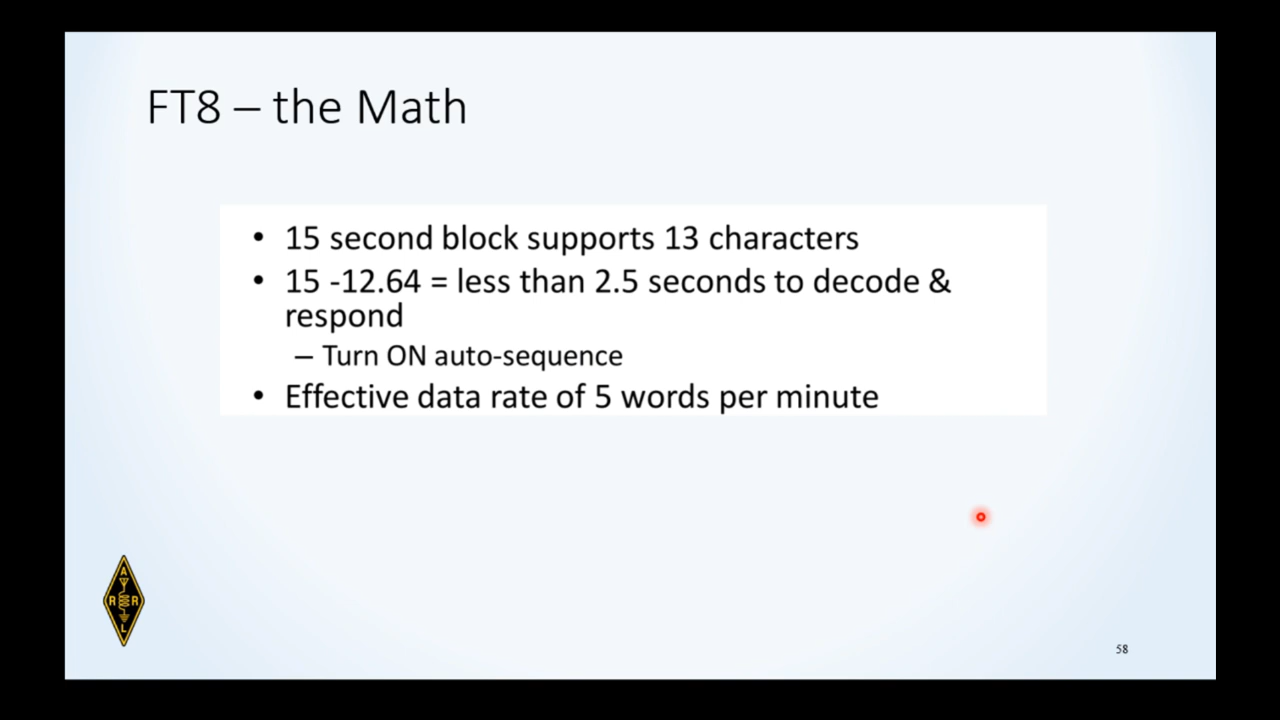 FT8 – the Math
• 15 second block supports 13 characters
• 15 -12.64 = less than 2.5 seconds to decode &
respond
– Turn ON auto-sequence
• Effective data rate of 5 words per minute
A
R R
L
58